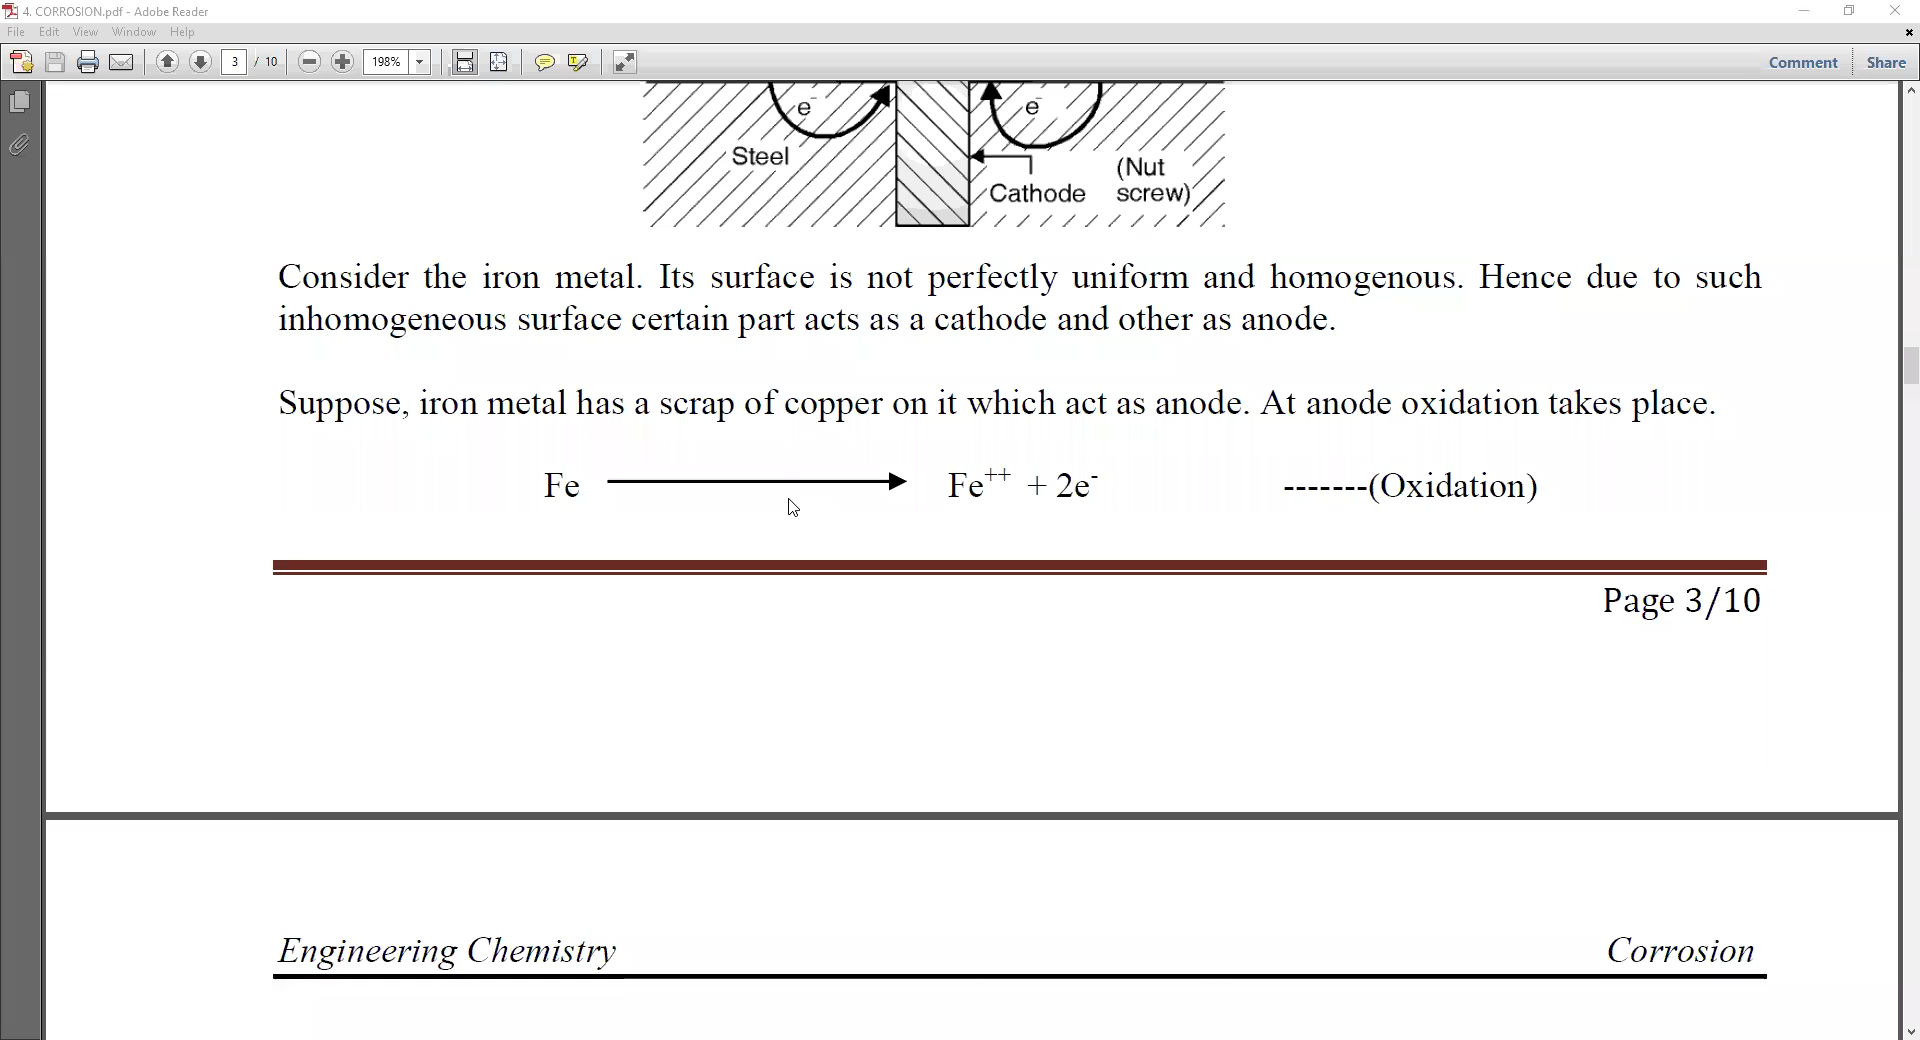 4. CORROSION.pdf - Adobe Reader
File Edit View Window Help
3 / 10 198% Comment Share
e⁻ e⁻
Steel (Nut
Cathode screw)
Consider the iron metal. Its surface is not perfectly uniform and homogenous. Hence due to such
inhomogeneous surface certain part acts as a cathode and other as anode.
Suppose, iron metal has a scrap of copper on it which act as anode. At anode oxidation takes place.
Fe Fe⁺⁺ + 2e⁻ -------(Oxidation)
Page 3/10
Engineering Chemistry Corrosion